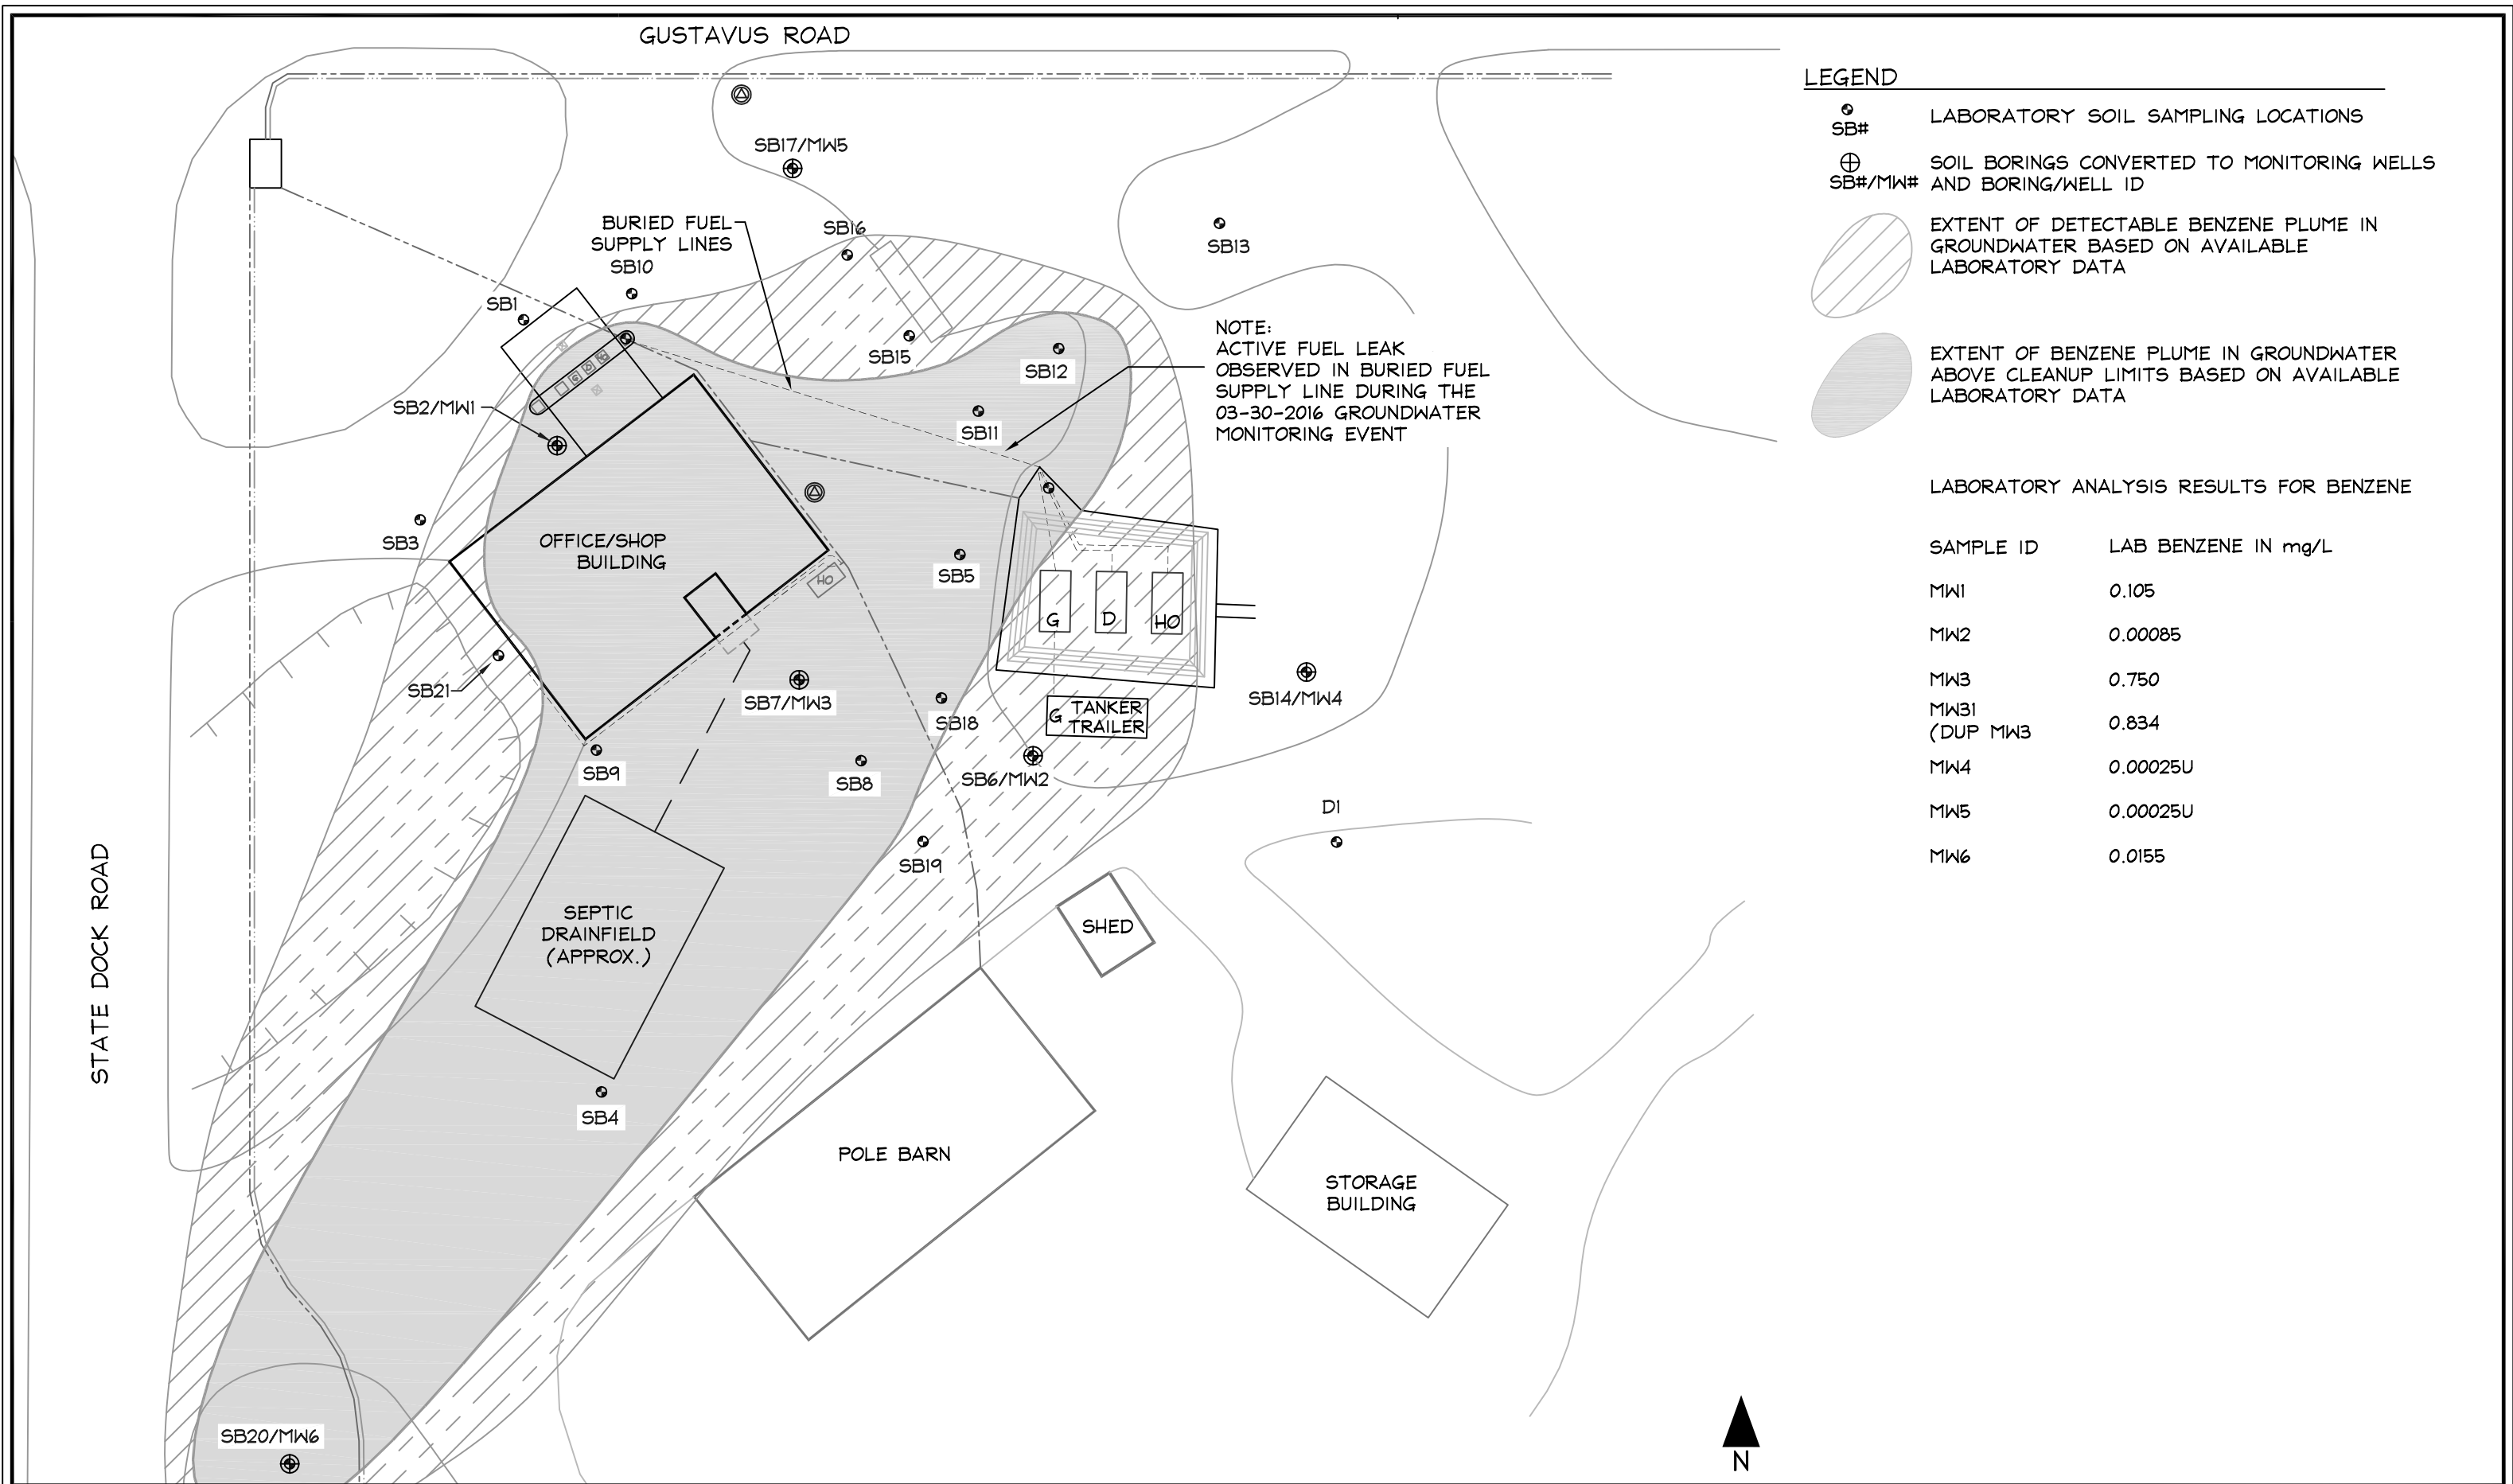 GUSTAVUS ROAD
SB17/MW5
BURIED FUEL
SUPPLY LINES
SB16
SB10
SB13
SB1
SB15
SB12
NOTE:
ACTIVE FUEL LEAK
OBSERVED IN BURIED FUEL
SUPPLY LINE DURING THE
03-30-2016 GROUNDWATER
MONITORING EVENT
SB2/MW1
SB11
SB3
OFFICE/SHOP
BUILDING
HO
SB5
G
D
HO
SB21
SB7/MW3
SB18
G
TANKER
TRAILER
SB14/MW4
SB9
SB8
SB6/MW2
D1
SB19
STATE DOCK ROAD
SEPTIC
DRAINFIELD
(APPROX.)
SHED
SB4
POLE BARN
STORAGE
BUILDING
SB20/MW6
N
LEGEND
SB#
LABORATORY SOIL SAMPLING LOCATIONS
SB#/MW#
SOIL BORINGS CONVERTED TO MONITORING WELLS
AND BORING/WELL ID
EXTENT OF DETECTABLE BENZENE PLUME IN
GROUNDWATER BASED ON AVAILABLE
LABORATORY DATA
EXTENT OF BENZENE PLUME IN GROUNDWATER
ABOVE CLEANUP LIMITS BASED ON AVAILABLE
LABORATORY DATA
LABORATORY ANALYSIS RESULTS FOR BENZENE
SAMPLE ID LAB BENZENE IN mg/L
MW1 0.105
MW2 0.00085
MW3 0.750
MW31
(DUP MW3 0.834
MW4 0.00025U
MW5 0.00025U
MW6 0.0155